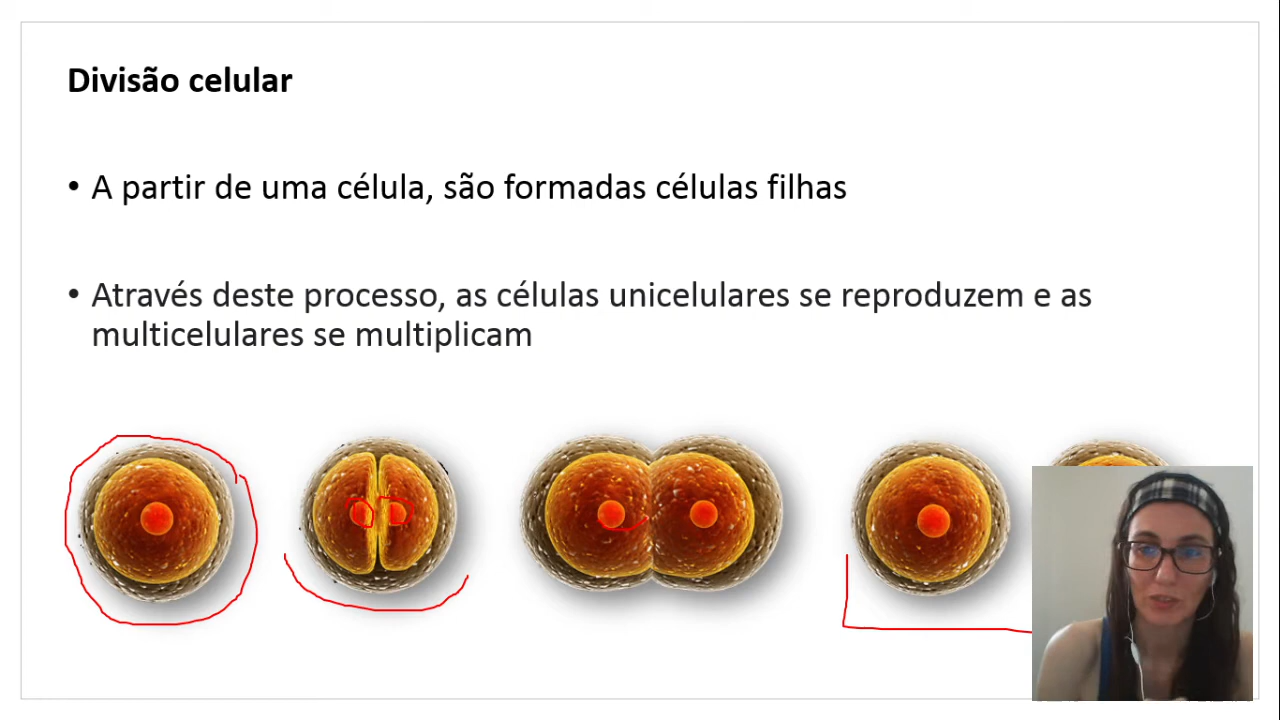 Divisão celular
• A partir de uma célula, são formadas células filhas
• Através deste processo, as células unicelulares se reproduzem e as
multicelulares se multiplicam